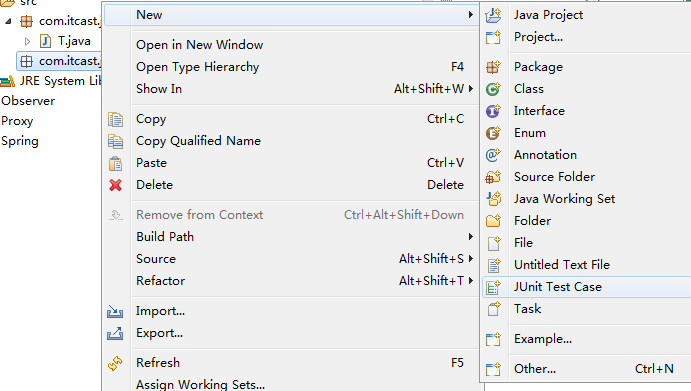 src
com.itcast.j
T.java
com.itcast.j
JRE System Lib
Observer
Proxy
Spring
New
Open in New Window
Open Type Hierarchy F4
Show In Alt+Shift+W
Copy Ctrl+C
Copy Qualified Name
Paste Ctrl+V
Delete Delete
Remove from Context Ctrl+Alt+Shift+Down
Build Path
Source Alt+Shift+S
Refactor Alt+Shift+T
Import...
Export...
Refresh F5
Assign Working Sets...
Java Project
Project...
Package
Class
Interface
Enum
Annotation
Source Folder
Java Working Set
Folder
File
Untitled Text File
JUnit Test Case
Task
Example...
Other... Ctrl+N